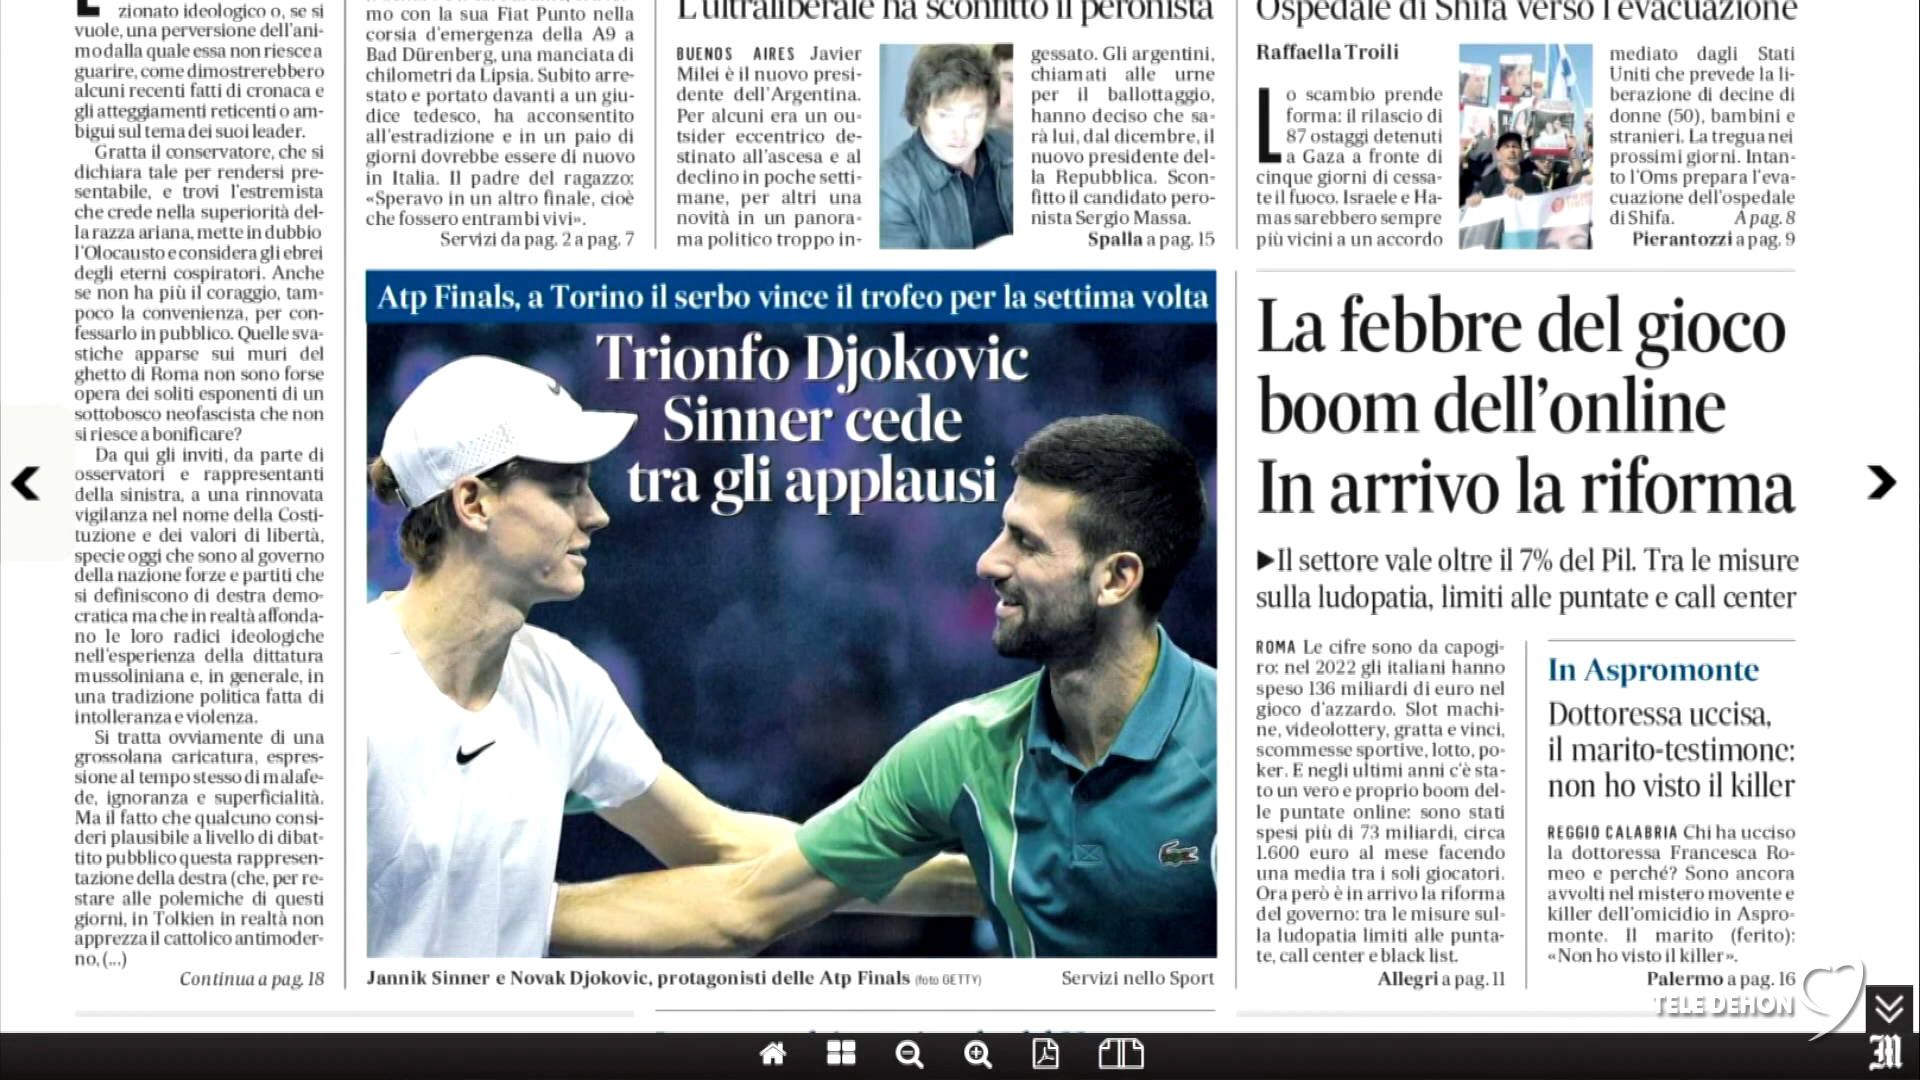 zionato ideologico o, se si
vuole, una perversione dell'ani-
mo dalla quale essa non riesce a
guarire, come dimostrerebbero
alcuni recenti fatti di cronaca e
gli atteggiamenti reticenti o am-
bigui sul tema dei suoi leader.
Gratta il conservatore, che si
dichiara tale per rendersi pre-
sentabile, e trovi l'estremista
che crede nella superiorità del-
la razza ariana, mette in dubbio
l'Olocausto e considera gli ebrei
degli eterni cospiratori. Anche
se non ha più il coraggio, tam-
poco la convenienza, per con-
fessarlo in pubblico. Quelle sva-
stiche apparse sui muri del
ghetto di Roma non sono forse
opera dei soliti esponenti di un
sottobosco neofascista che non
si riesce a bonificare?
Da qui gli inviti, da parte di
osservatori e rappresentanti
della sinistra, a una rinnovata
vigilanza nel nome della Costi-
tuzione e dei valori di libertà,
specie oggi che sono al governo
della nazione forze e partiti che
si definiscono di destra demo-
cratica ma che in realtà affonda-
no le loro radici ideologiche
nell'esperienza della dittatura
mussoliniana e, in generale, in
una tradizione politica fatta di
intolleranza e violenza.
Si tratta ovviamente di una
grossolana caricatura, espres-
sione al tempo stesso di malafe-
de, ignoranza e superficialità.
Ma il fatto che qualcuno consi-
deri plausibile a livello di dibat-
tito pubblico questa rappresen-
tazione della destra (che, per re-
stare alle polemiche di questi
giorni, in Tolkien in realtà non
apprezza il cattolico antimoder-
no, (...)
Continua a pag. 18
mo con la sua Fiat Punto nella
corsia d'emergenza della A9 a
Bad Dürenberg, una manciata di
chilometri da Lipsia. Subito arre-
stato e portato davanti a un giu-
dice tedesco, ha acconsentito
all'estradizione e in un paio di
giorni dovrebbe essere di nuovo
in Italia. Il padre del ragazzo:
«Speravo in un altro finale, cioè
che fossero entrambi vivi».
Servizi da pag. 2 a pag. 7
L'ultraliberale ha sconfitto il peronista
BUENOS AIRES Javier
Milei è il nuovo presi-
dente dell'Argentina.
Per alcuni era un ou-
tsider eccentrico de-
stinato all'ascesa e al
declino in poche setti-
mane, per altri una
novità in un panora-
ma politico troppo in-
gessato. Gli argentini,
chiamati alle urne
per il ballottaggio,
hanno deciso che sa-
rà lui, dal dicembre, il
nuovo presidente del-
la Repubblica. Scon-
fitto il candidato pero-
nista Sergio Massa.
Spalla a pag. 15
Ospedale di Shifa verso l'evacuazione
Raffaella Troili
Lo scambio prende
forma: il rilascio di
87 ostaggi detenuti
a Gaza a fronte di
cinque giorni di cessa-
te il fuoco. Israele e Ha-
mas sarebbero sempre
più vicini a un accordo
mediato dagli Stati
Uniti che prevede la li-
berazione di decine di
donne (50), bambini e
stranieri. La tregua nei
prossimi giorni. Intan-
to l'Oms prepara l'eva-
cuazione dell'ospedale
di Shifa. A pag. 8
Pierantozzi a pag. 9
Atp Finals, a Torino il serbo vince il trofeo per la settima volta
Trionfo Djokovic
Sinner cede
tra gli applausi
Jannik Sinner e Novak Djokovic, protagonisti delle Atp Finals (foto GETTY) Servizi nello Sport
La febbre del gioco
boom dell'online
In arrivo la riforma
▶Il settore vale oltre il 7% del Pil. Tra le misure
sulla ludopatia, limiti alle puntate e call center
ROMA Le cifre sono da capogi-
ro: nel 2022 gli italiani hanno
speso 136 miliardi di euro nel
gioco d'azzardo. Slot machi-
ne, videolottery, gratta e vinci,
scommesse sportive, lotto, po-
ker. E negli ultimi anni c'è sta-
to un vero e proprio boom del-
le puntate online: sono stati
spesi più di 73 miliardi, circa
1.600 euro al mese facendo
una media tra i soli giocatori.
Ora però è in arrivo la riforma
del governo: tra le misure sul-
la ludopatia limiti alle punta-
te, call center e black list.
Allegri a pag. 11
In Aspromonte
Dottoressa uccisa,
il marito-testimone:
non ho visto il killer
REGGIO CALABRIA Chi ha ucciso
la dottoressa Francesca Ro-
meo e perché? Sono ancora
avvolti nel mistero movente e
killer dell'omicidio in Aspro-
monte. Il marito (ferito):
«Non ho visto il killer».
Palermo a pag. 16
TELE DEHON
M